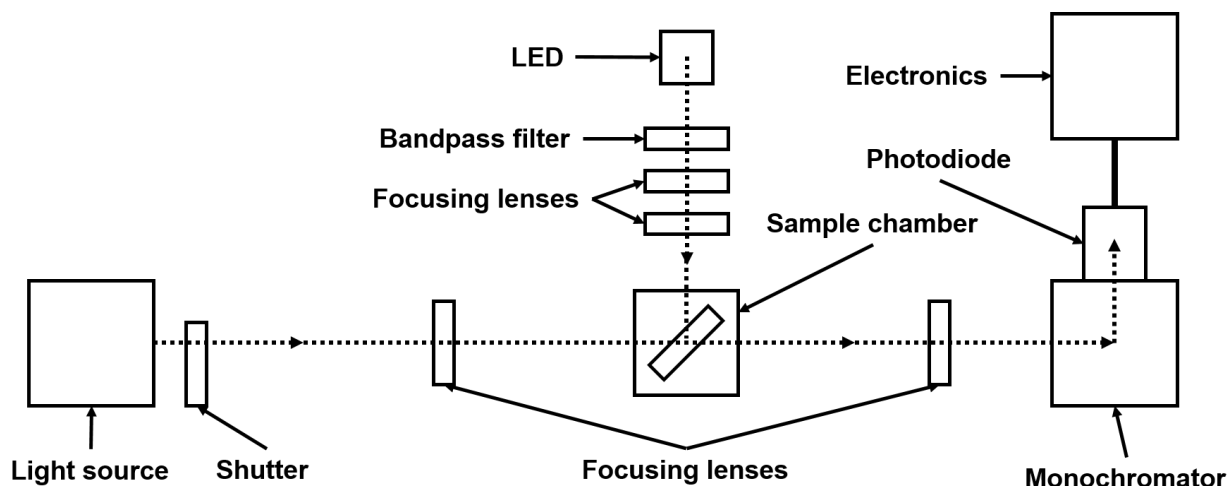 LED
Electronics
Bandpass filter
Photodiode
Focusing lenses
Sample chamber
Light source
Shutter
Focusing lenses
Monochromator